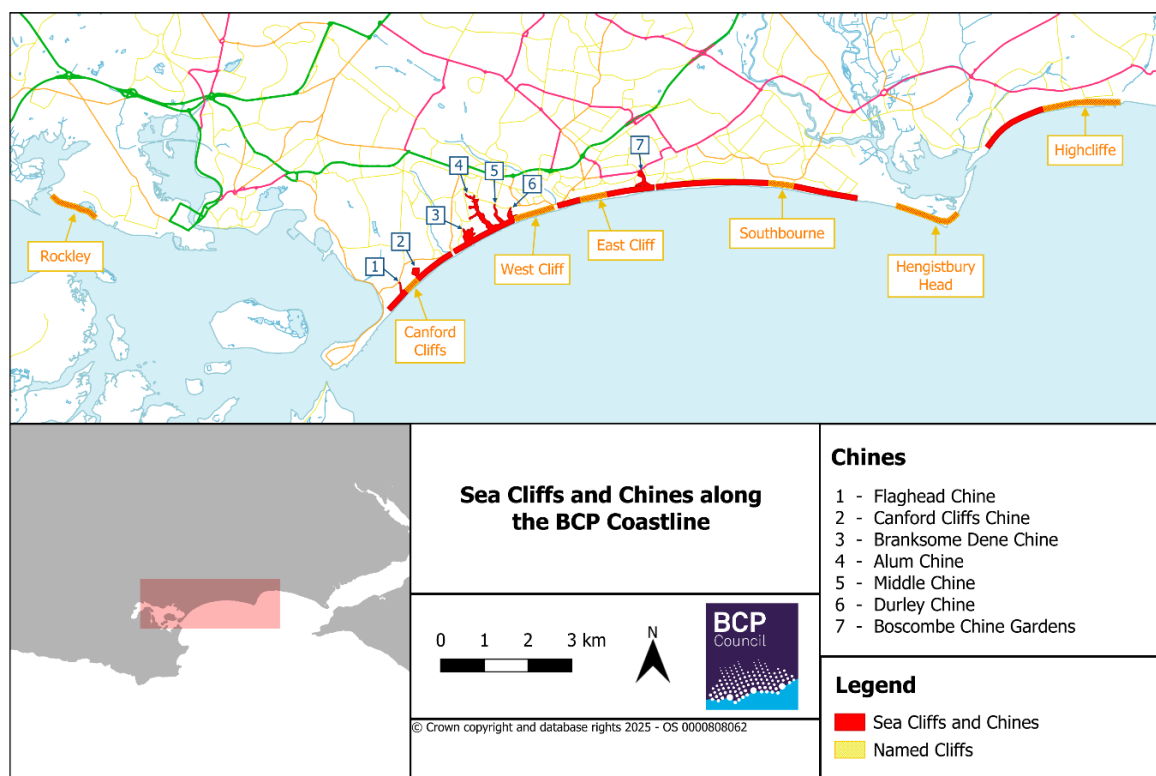 7
4
5
6
3
2
1
Rockley
Canford
Cliffs
West Cliff
East Cliff
Southbourne
Hengistbury
Head
Highcliffe
Sea Cliffs and Chines along
the BCP Coastline
0 1 2 3 km
N
BCP
Council
© Crown copyright and database rights 2025 - OS 0000808062
Chines
1 - Flaghead Chine
2 - Canford Cliffs Chine
3 - Branksome Dene Chine
4 - Alum Chine
5 - Middle Chine
6 - Durley Chine
7 - Boscombe Chine Gardens
Legend
Sea Cliffs and Chines
Named Cliffs